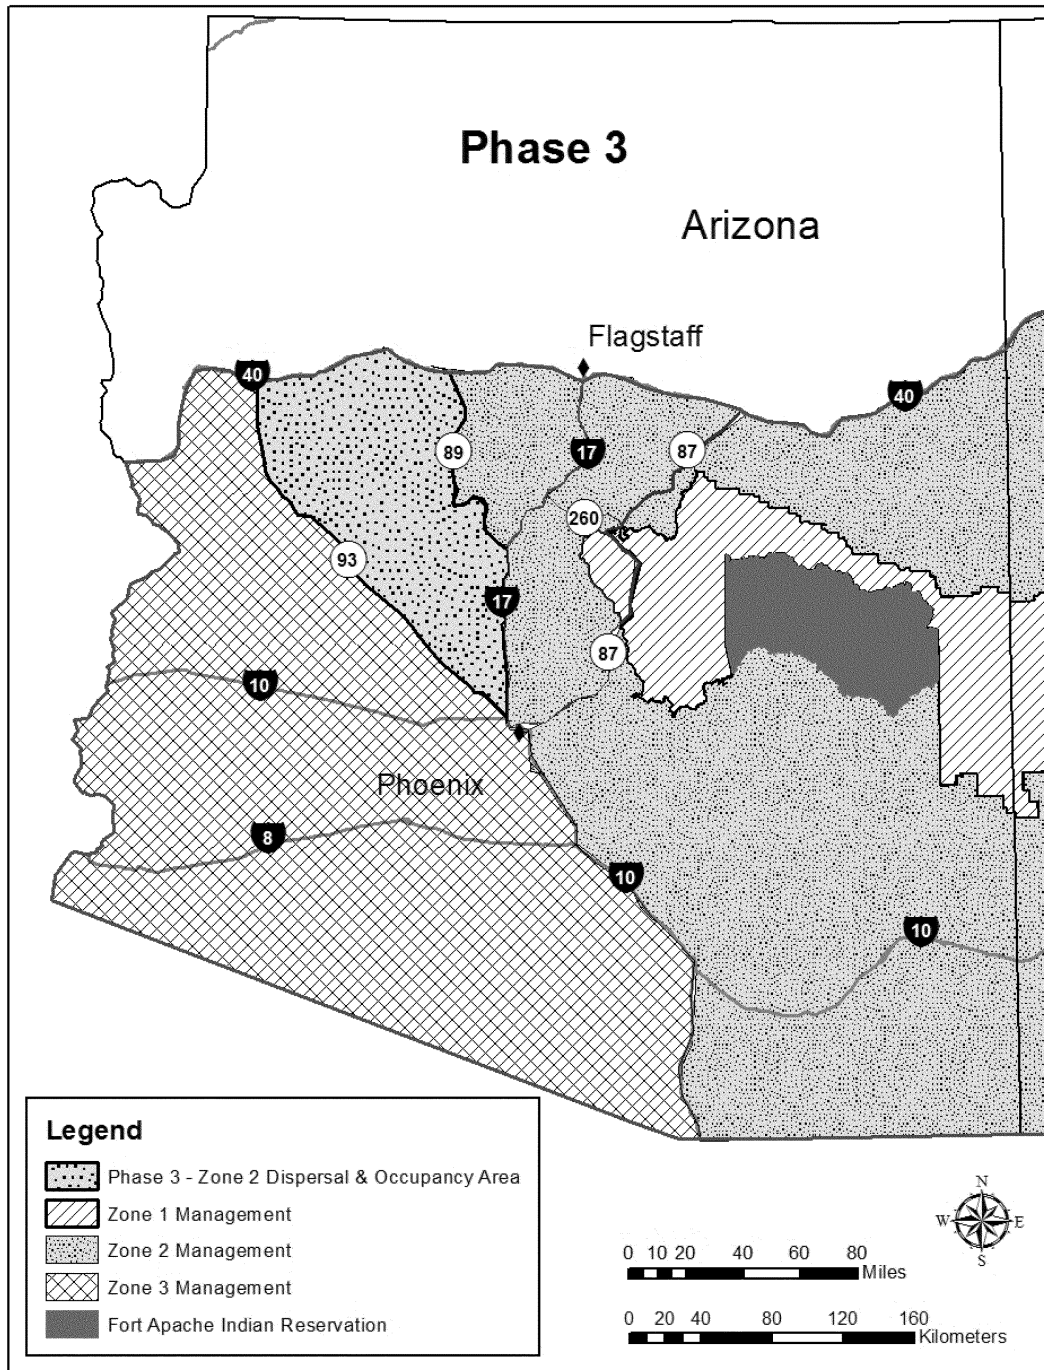 Phase 3
Arizona
Flagstaff
40
40
89
17
87
260
93
17
87
10
Phoenix
8
10
10
Legend
Phase 3 - Zone 2 Dispersal & Occupancy Area
Zone 1 Management
Zone 2 Management
Zone 3 Management
Fort Apache Indian Reservation
N
W E
S
0 10 20 40 60 80
Miles
0 20 40 80 120 160
Kilometers